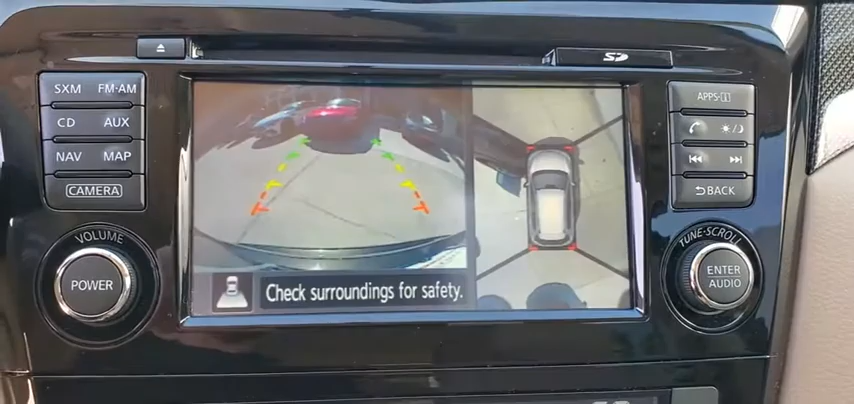 SD
SXM FM·AM
CD AUX
NAV MAP
CAMERA
VOLUME
POWER
Check surroundings for safety.
APPS·i
BACK
TUNE·SCROLL
ENTER
AUDIO